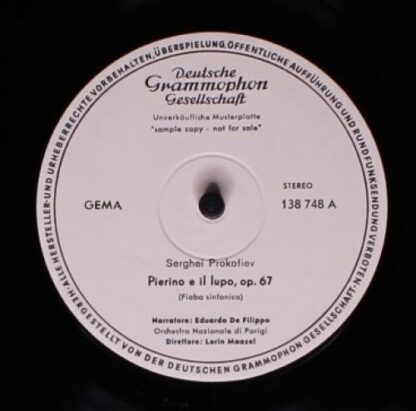 ALLE HERSTELLER- UND URHEBERRECHTE VORBEHALTEN. ÜBERSPIELUNG, ÖFFENTLICHE AUFFÜHRUNG UND RUNDFUNKSENDUNG VERBOTEN.
HERGESTELLT VON DER DEUTSCHEN GRAMMOPHON GESELLSCHAFT
Deutsche
Grammophon
Gesellschaft
Unverkäufliche Musterplatte
"sample copy - not for sale"
STEREO
GEMA 138 748 A
Serghei Prokofiev
Pierino e il lupo, op. 67
(Fiaba sinfonica)
Narratore: Eduardo De Filippo
Orchestra Nazionale di Parigi
Direttore: Lorin Maazel